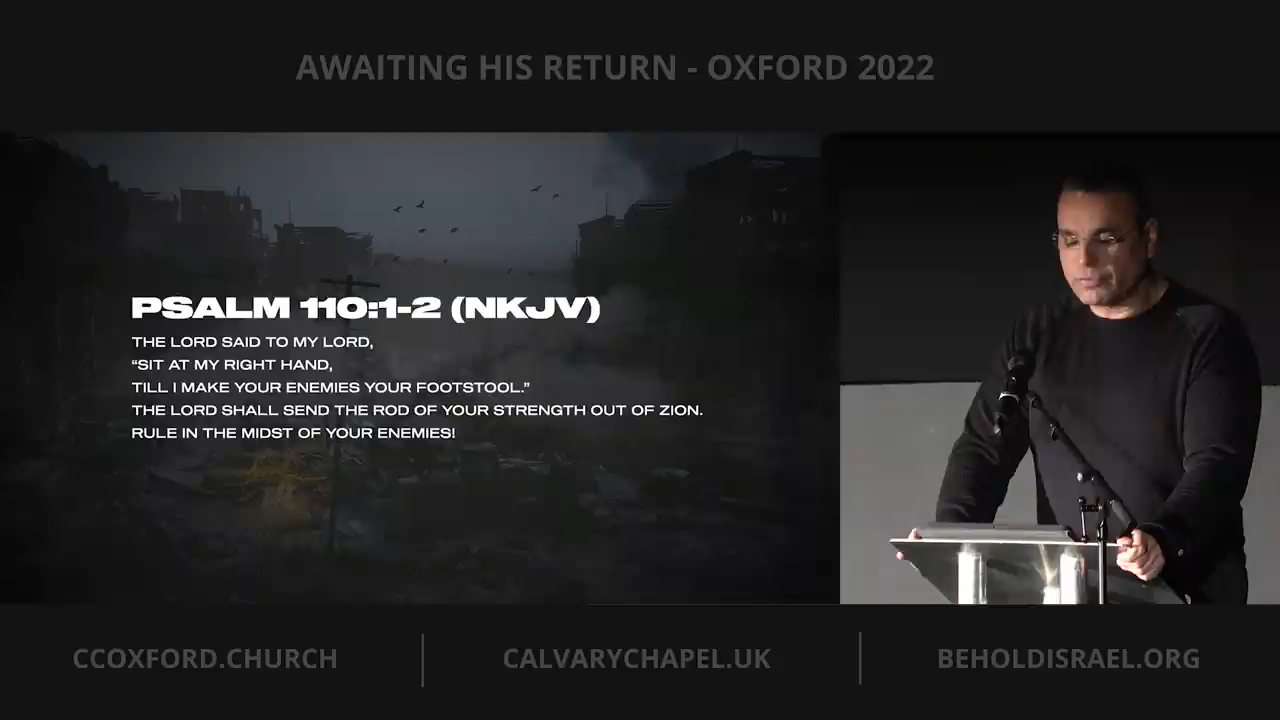 AWAITING HIS RETURN - OXFORD 2022
PSALM 110:1-2 (NKJV)
THE LORD SAID TO MY LORD,
“SIT AT MY RIGHT HAND,
TILL I MAKE YOUR ENEMIES YOUR FOOTSTOOL.”
THE LORD SHALL SEND THE ROD OF YOUR STRENGTH OUT OF ZION.
RULE IN THE MIDST OF YOUR ENEMIES!
CCOXFORD.CHURCH
CALVARYCHAPEL.UK
BEHOLDISRAEL.ORG